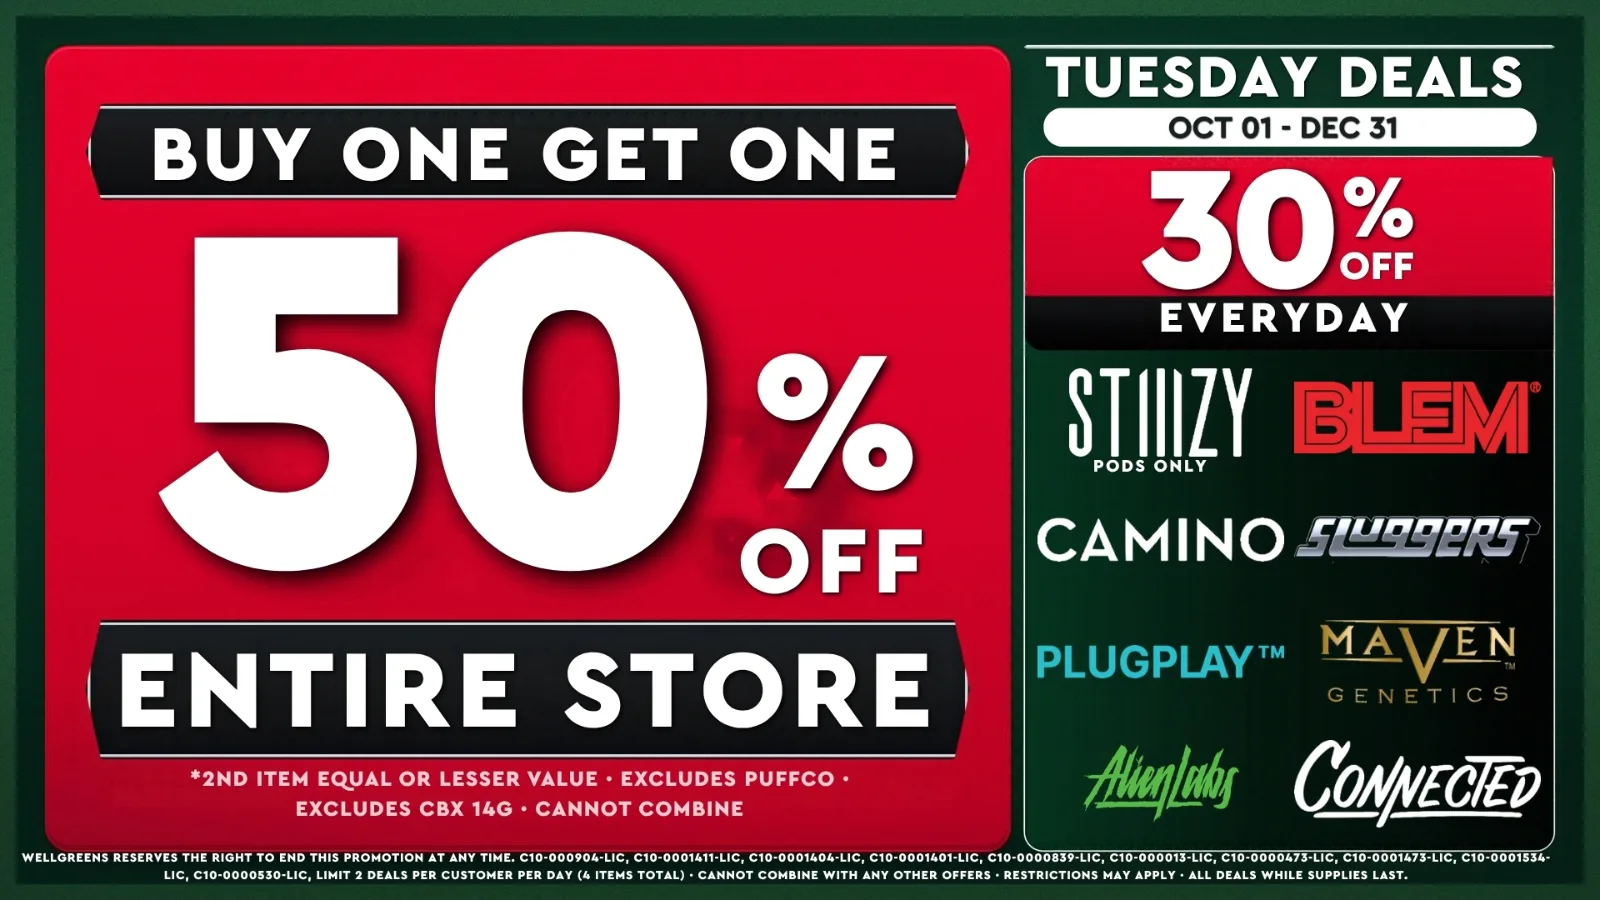 BUY ONE GET ONE
50%
OFF
ENTIRE STORE
*2ND ITEM EQUAL OR LESSER VALUE • EXCLUDES PUFFCO •
EXCLUDES CBX 14G • CANNOT COMBINE
TUESDAY DEALS
OCT 01 - DEC 31
30%
OFF
EVERYDAY
STIIIZY
PODS ONLY
BLEM®
CAMINO
SLUGGERS
PLUGPLAY™
MAVEN™
GENETICS
Alien Labs
CONNECTED
WELLGREENS RESERVES THE RIGHT TO END THIS PROMOTION AT ANY TIME. C10-000904-LIC, C10-0001411-LIC, C10-0001404-LIC, C10-0001401-LIC, C10-0000839-LIC, C10-000013-LIC, C10-0000473-LIC, C10-0001473-LIC, C10-0001534-
LIC, C10-0000530-LIC, LIMIT 2 DEALS PER CUSTOMER PER DAY (4 ITEMS TOTAL) • CANNOT COMBINE WITH ANY OTHER OFFERS • RESTRICTIONS MAY APPLY • ALL DEALS WHILE SUPPLIES LAST.